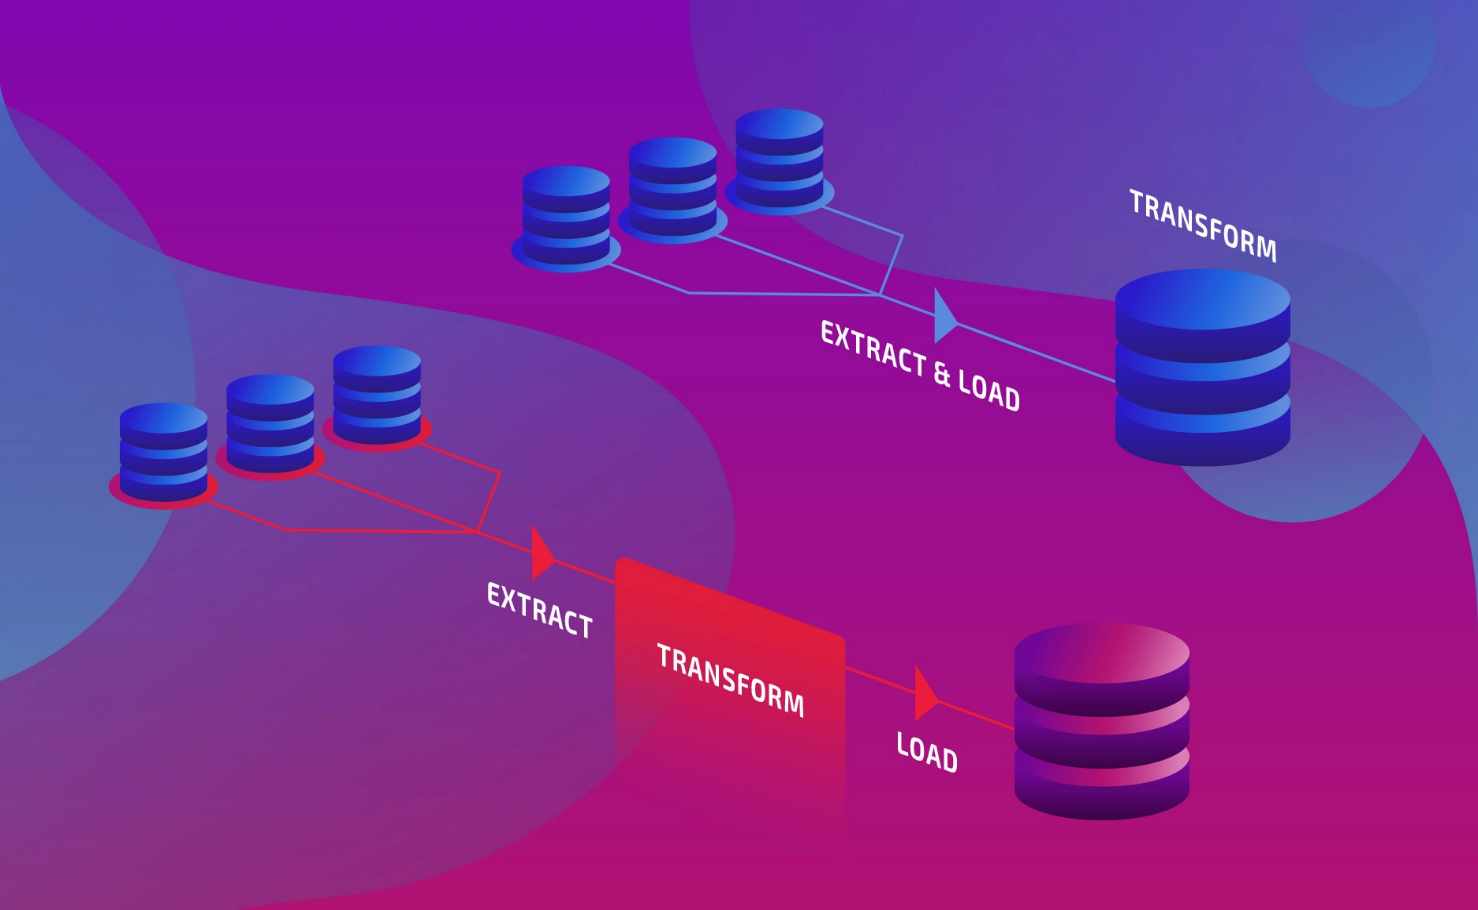 TRANSFORM
EXTRACT & LOAD
EXTRACT
TRANSFORM
LOAD